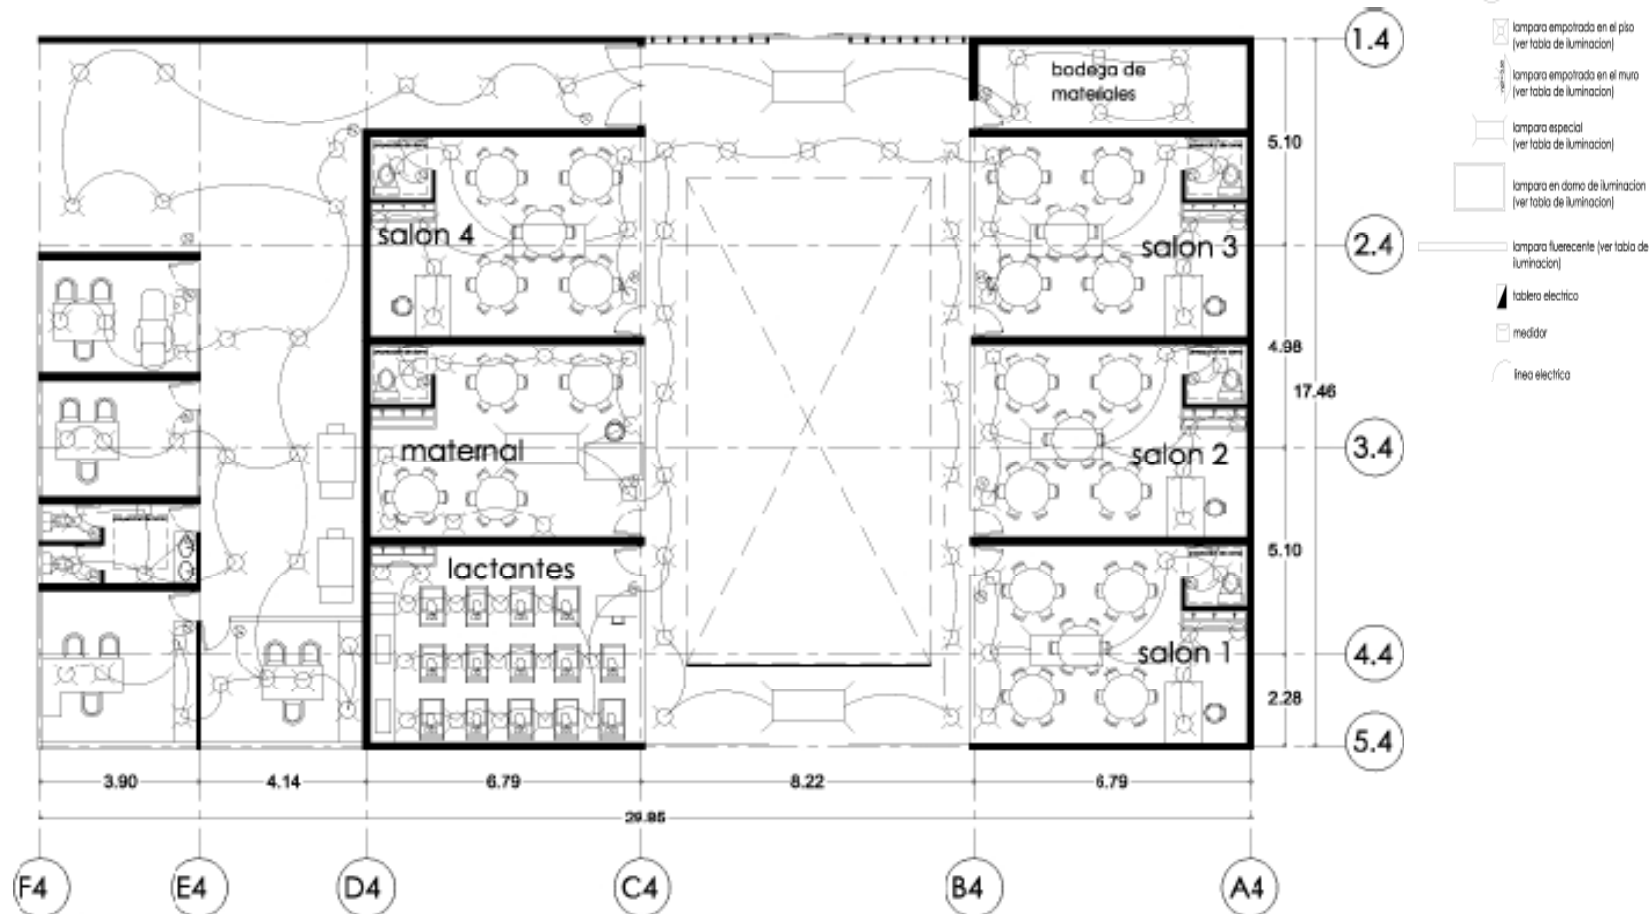 1.4
lampara empotrada en el piso
(ver tabla de iluminacion)
bodega de
materiales
lampara empotrada en el muro
(ver tabla de iluminacion)
lampara especial
(ver tabla de iluminacion)
5.10
lampara en domo de iluminacion
(ver tabla de iluminacion)
salon 4
salon 3
2.4
lampara fluerecente (ver tabla de
iluminacion)
tablero electrico
medidor
4.98
linea electrica
17.46
maternal
salon 2
3.4
5.10
lactantes
salon 1
4.4
2.28
5.4
3.90
4.14
6.79
8.22
6.79
29.85
F4
E4
D4
C4
B4
A4